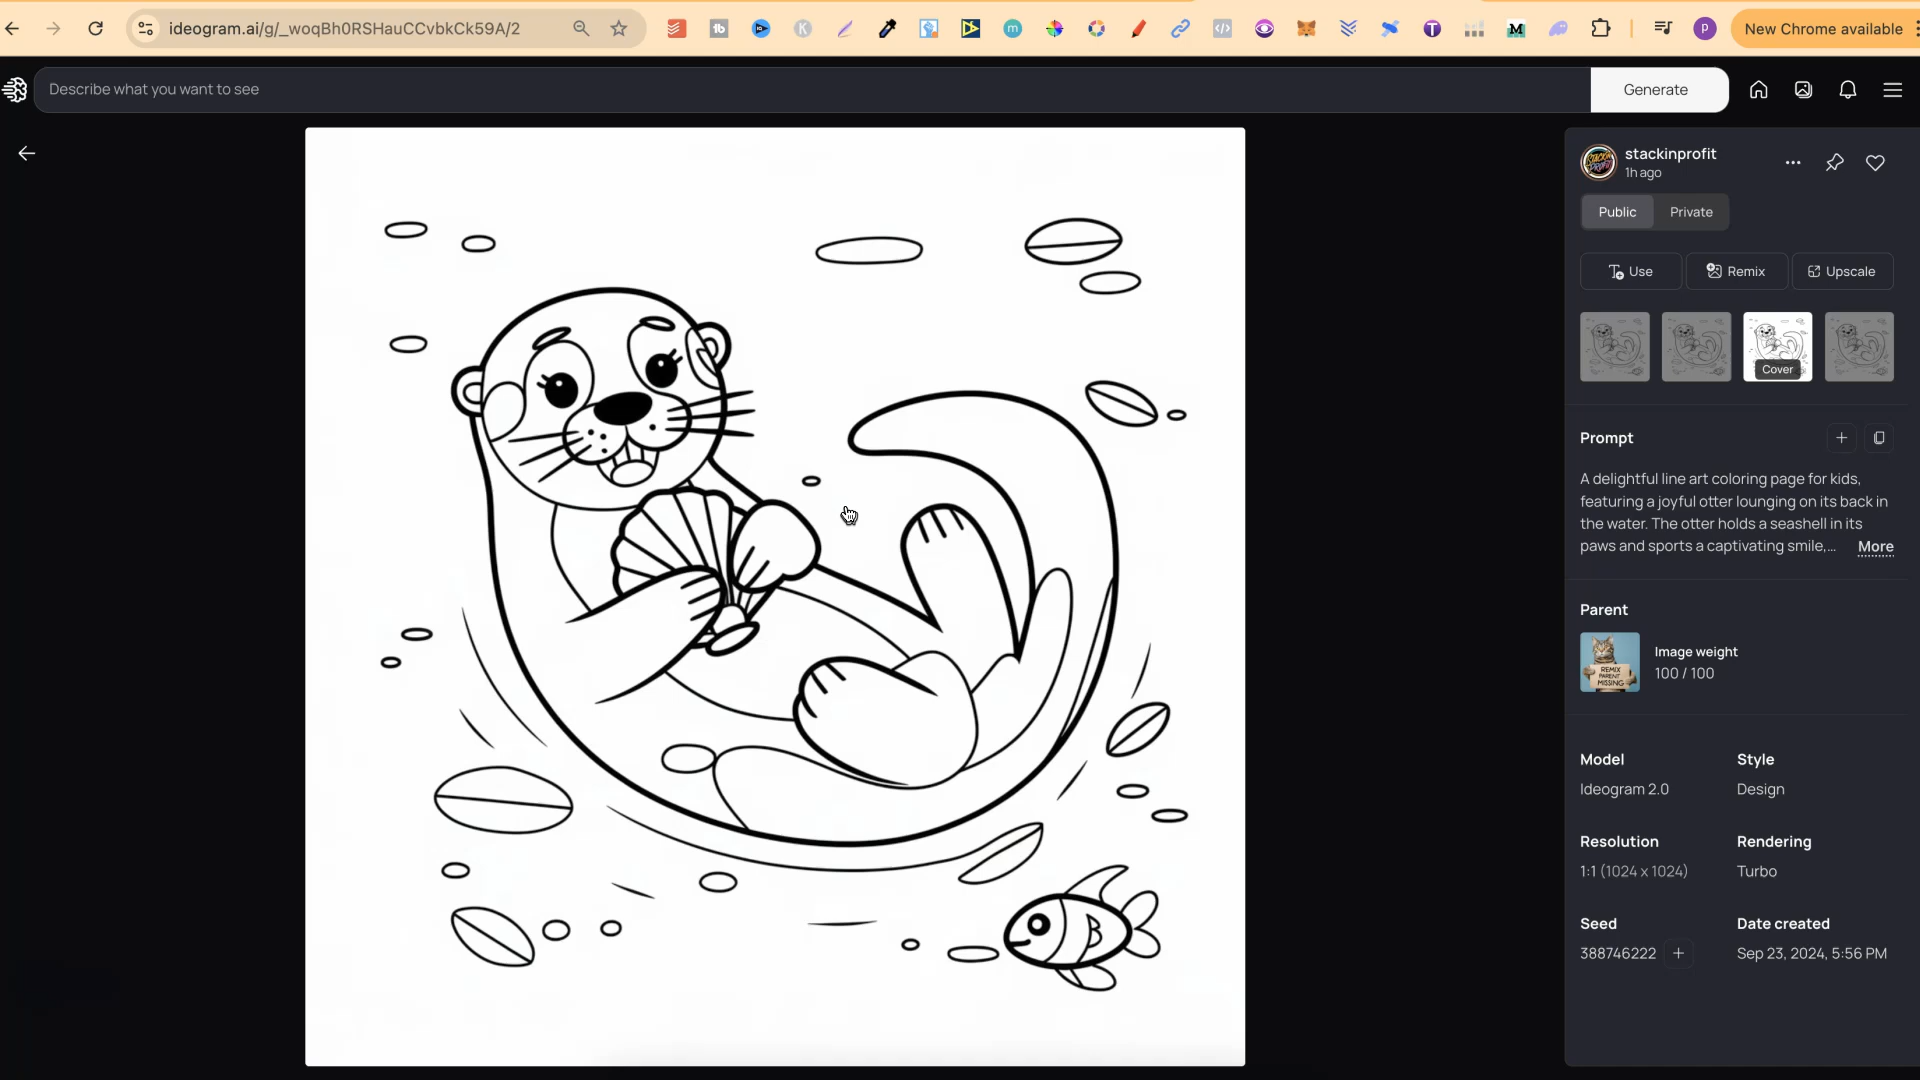 ideogram.ai/g/_woqBh0RSHauCCvbkCk59A/2
New Chrome available
Describe what you want to see
Generate
stackinprofit
1h ago
Public
Private
Use
Remix
Upscale
Cover
Prompt
A delightful line art coloring page for kids,
featuring a joyful otter lounging on its back in
the water. The otter holds a seashell in its
paws and sports a captivating smile,... More
Parent
REMIX
PARENT
MISSING
Image weight
100 / 100
Model
Style
Ideogram 2.0
Design
Resolution
Rendering
1:1 (1024 x 1024)
Turbo
Seed
Date created
388746222
Sep 23, 2024, 5:56 PM